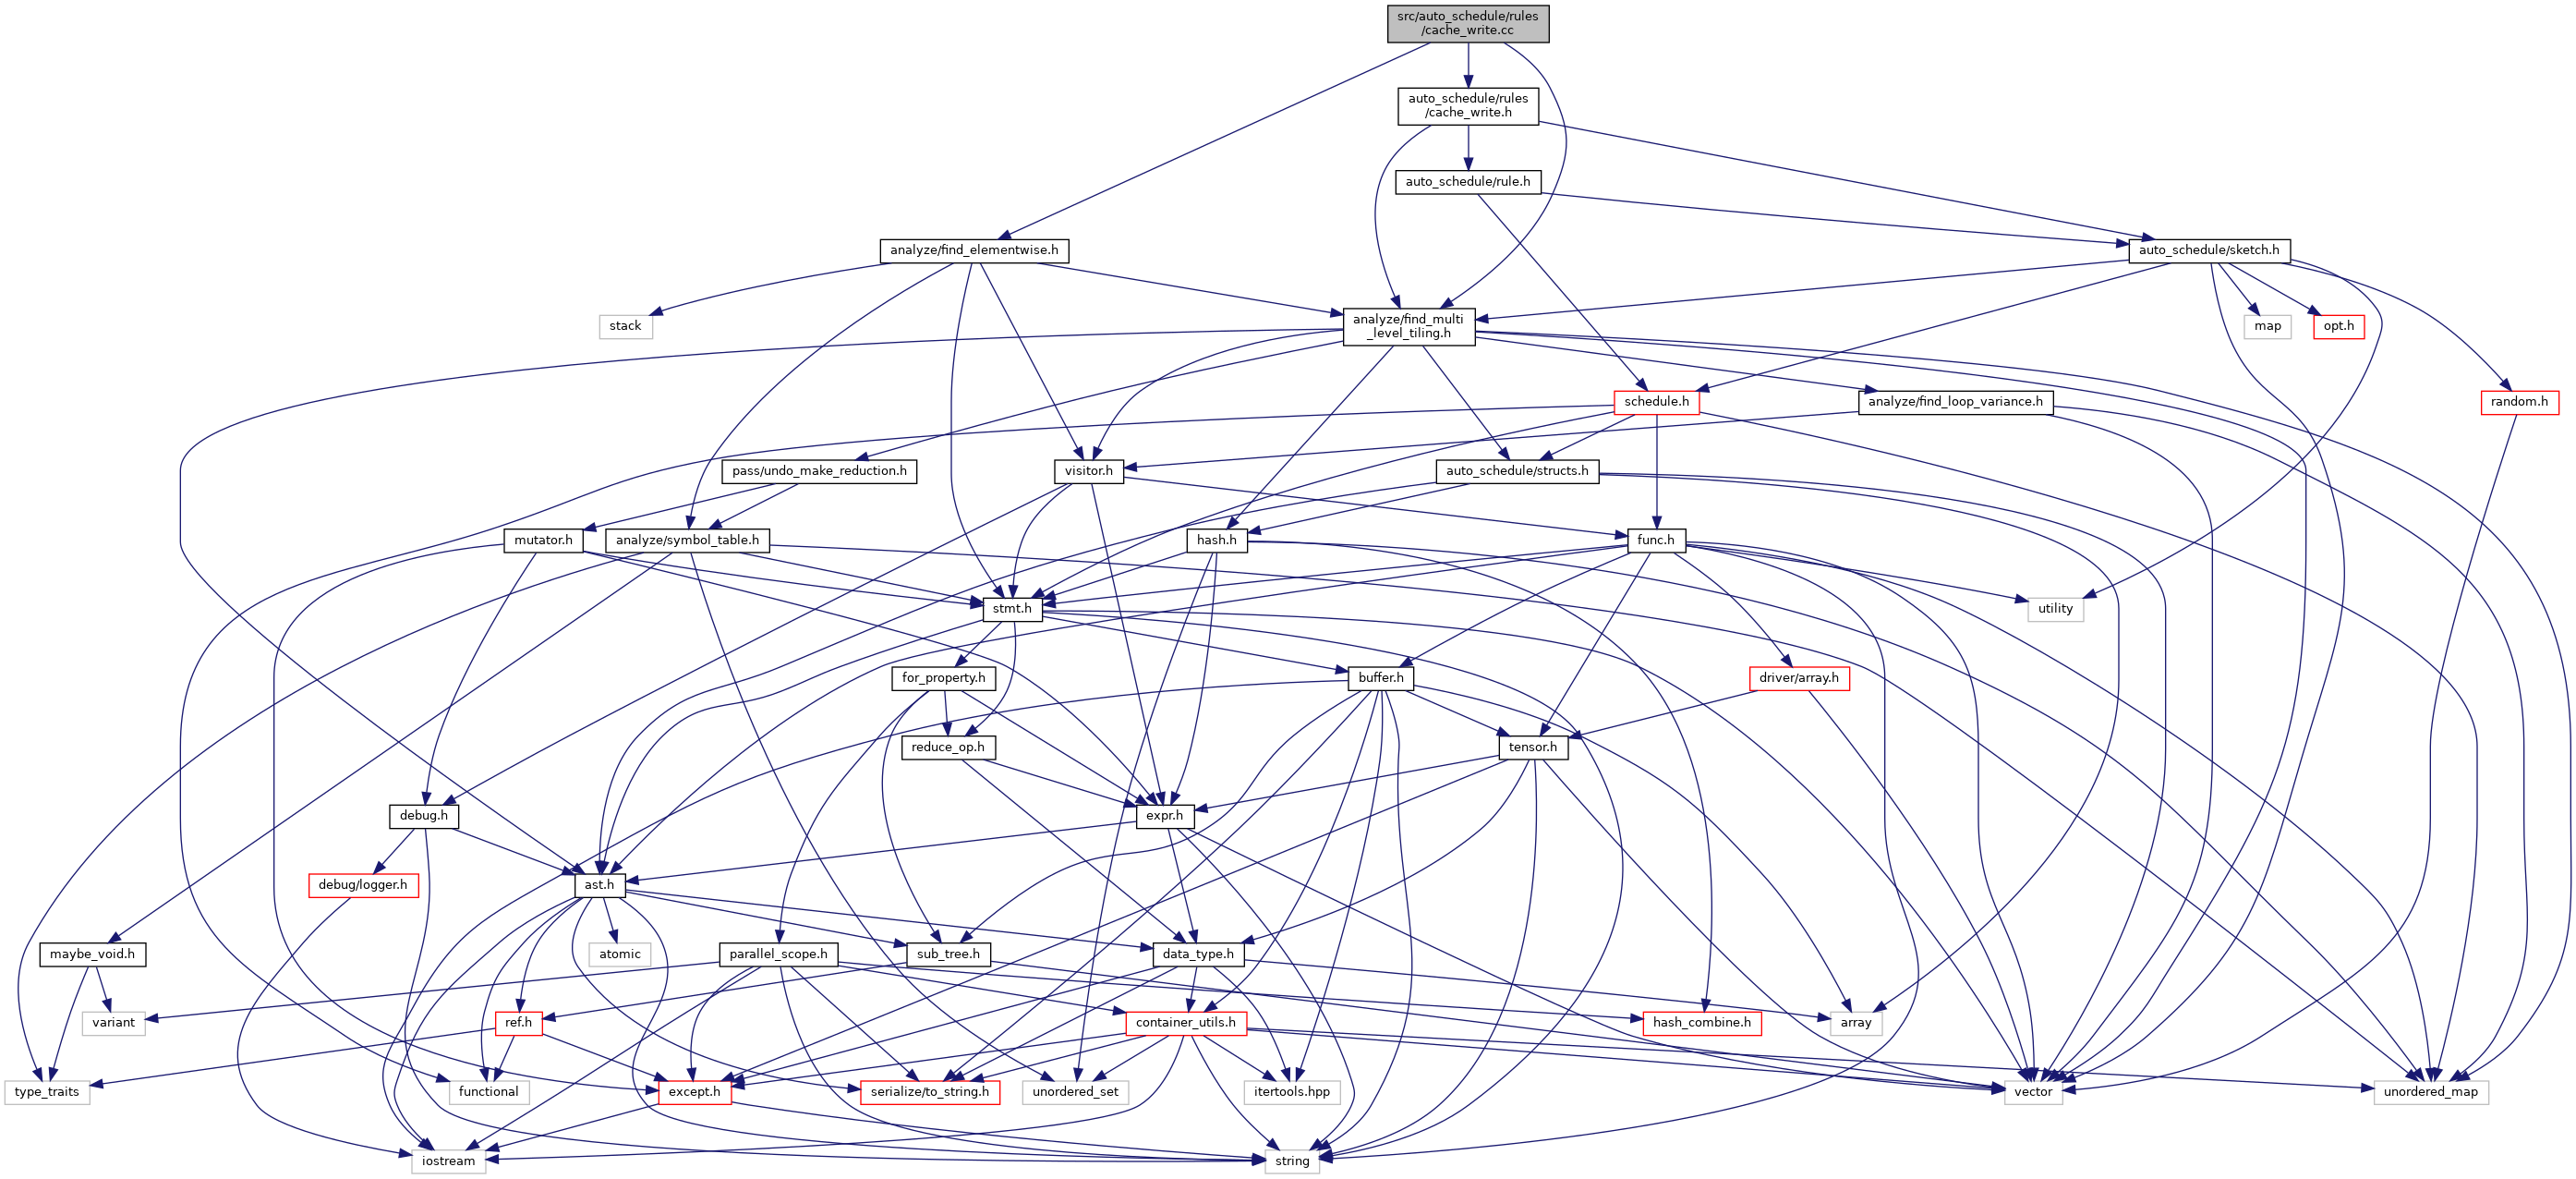 src/auto_schedule/rules
/cache_write.cc
auto_schedule/rules
/cache_write.h
auto_schedule/rule.h
analyze/find_elementwise.h
auto_schedule/sketch.h
stack
analyze/find_multi
_level_tiling.h
map
opt.h
schedule.h
analyze/find_loop_variance.h
random.h
pass/undo_make_reduction.h
visitor.h
auto_schedule/structs.h
mutator.h
analyze/symbol_table.h
hash.h
func.h
stmt.h
utility
for_property.h
buffer.h
driver/array.h
reduce_op.h
tensor.h
debug.h
expr.h
debug/logger.h
ast.h
maybe_void.h
atomic
parallel_scope.h
sub_tree.h
data_type.h
variant
ref.h
container_utils.h
hash_combine.h
array
type_traits
functional
except.h
serialize/to_string.h
unordered_set
itertools.hpp
vector
unordered_map
iostream
string